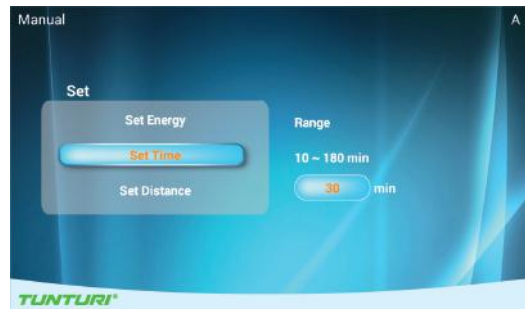 Manual
A
Set
Set Energy
Set Time
Set Distance
Range
10 ~ 180 min
30 min
TUNTURI®